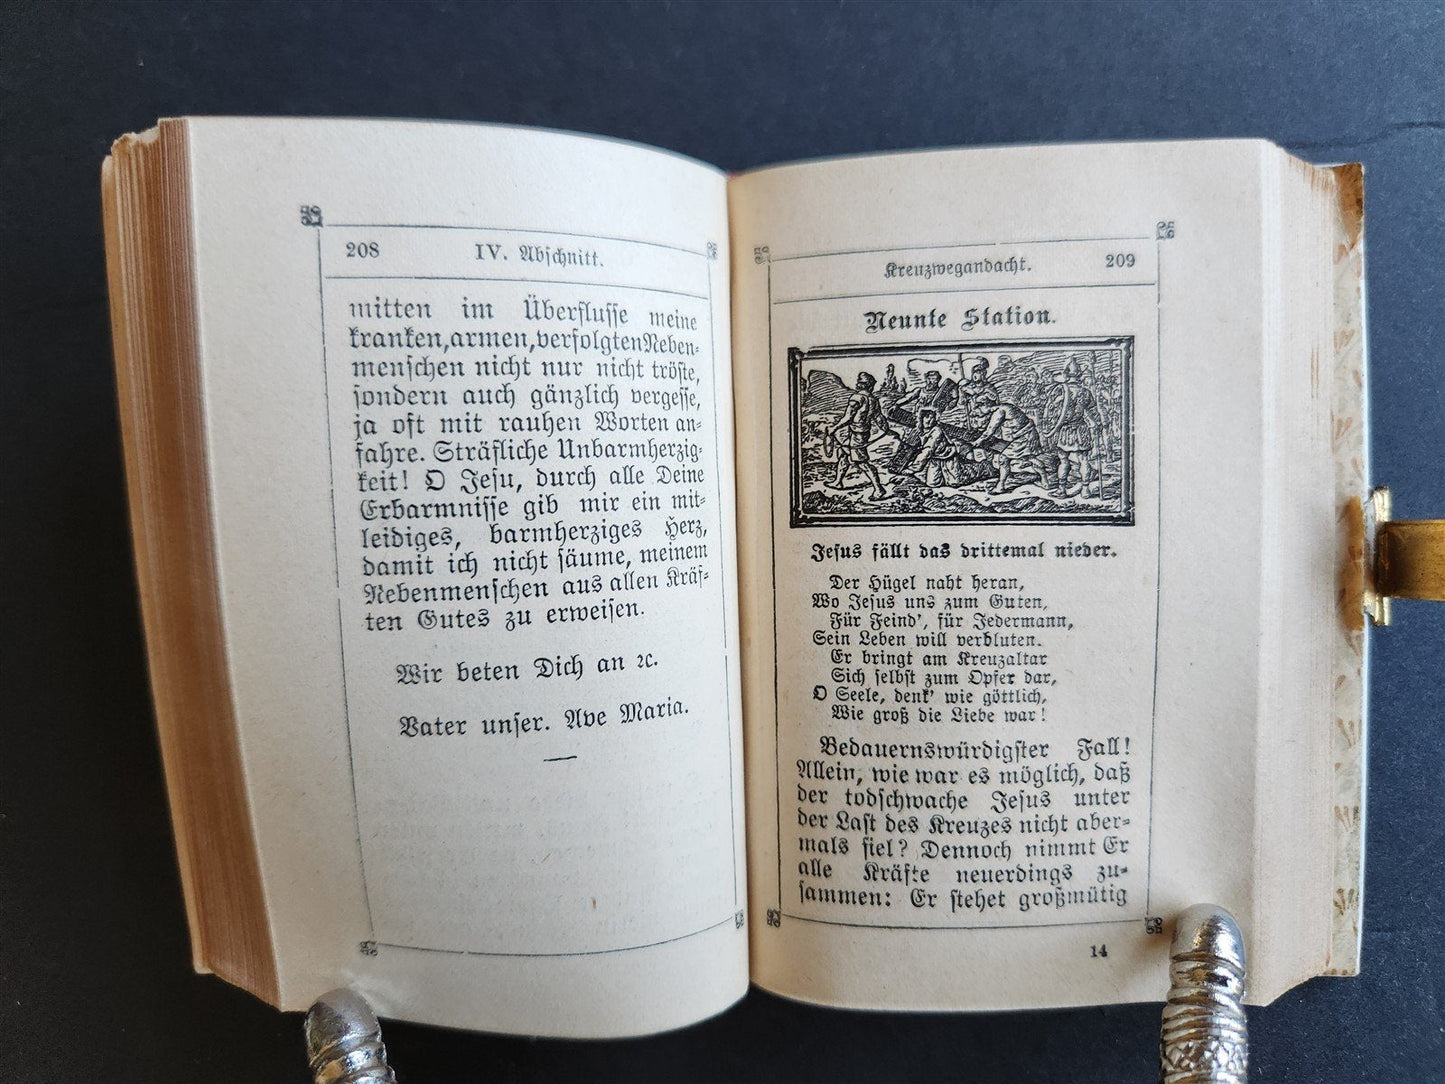 208 IV. Abschnitt.
mitten im Überflusse meine
kranken, armen, verfolgten Neben-
menschen nicht nur nicht tröste,
sondern auch gänzlich vergesse,
ja oft mit rauhen Worten an-
fahre. Sträfliche Unbarmherzig-
keit! O Jesu, durch alle Deine
Erbarmnisse gib mir ein mit-
leidiges, barmherziges Herz,
damit ich nicht säume, meinem
Nebenmenschen aus allen Kräf-
ten Gutes zu erweisen.
Wir beten Dich an ꝛc.
Vater unser. Ave Maria.
Kreuzwegandacht. 209
Neunte Station.
Jesus fällt das drittemal nieder.
Der Hügel naht heran,
Wo Jesus uns zum Guten,
Für Feind', für Jedermann,
Sein Leben will verbluten.
Er bringt am Kreuzaltar
Sich selbst zum Opfer dar,
O Seele, denk' wie göttlich,
Wie groß die Liebe war!
Bedauernswürdigster Fall!
Allein, wie war es möglich, daß
der todschwache Jesus unter
der Last des Kreuzes nicht aber-
mals fiel? Dennoch nimmt Er
alle Kräfte neuerdings zu-
sammen: Er stehet großmütig
14